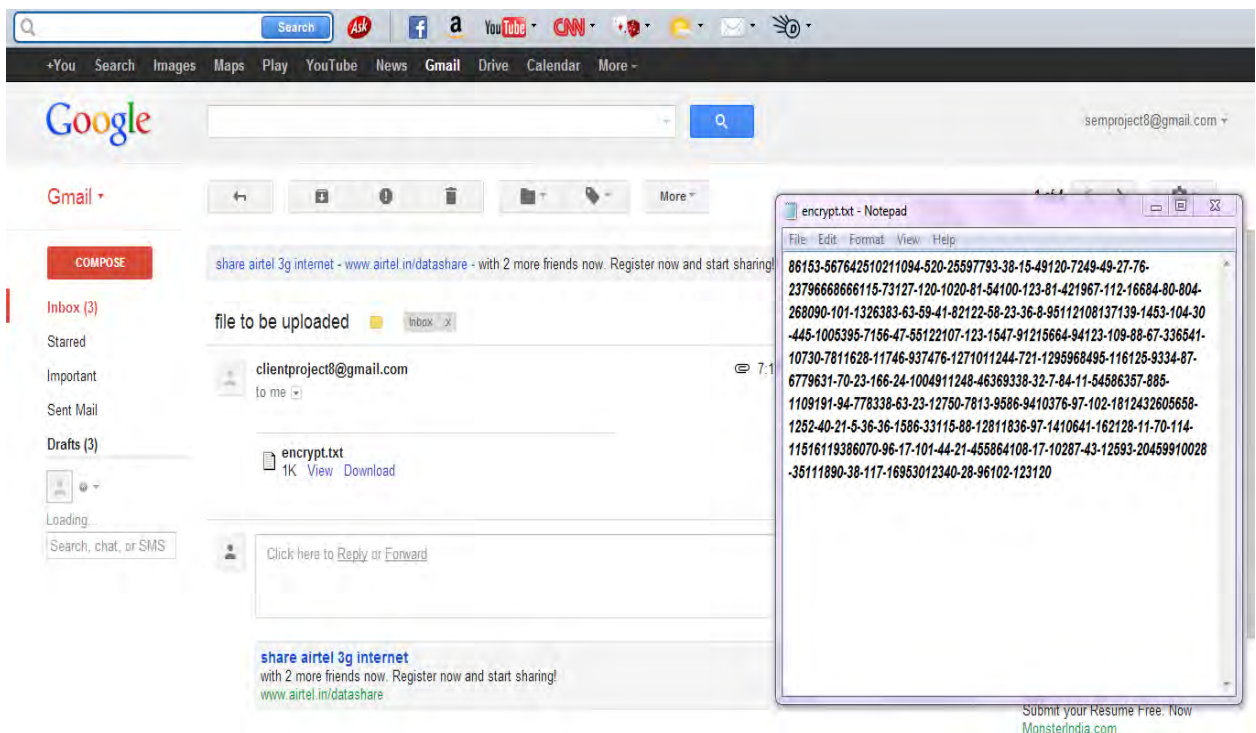 Search Ask f a YouTube CNN
+You Search Images Maps Play YouTube News Gmail Drive Calendar More
Google
semproject8@gmail.com
Gmail
More
COMPOSE
share airtel 3g internet - www.airtel.in/datashare - with 2 more friends now. Register now and start sharing!
Inbox (3)
Starred
Important
Sent Mail
Drafts (3)
Loading...
Search, chat, or SMS
file to be uploaded Inbox x
clientproject8@gmail.com
to me
encrypt.txt
1K View Download
Click here to Reply or Forward
share airtel 3g internet
with 2 more friends now. Register now and start sharing!
www.airtel.in/datashare
encrypt.txt - Notepad
File Edit Format View Help
86153-567642510211094-520-25597793-38-15-49120-7249-49-27-76-
23796668666115-73127-120-1020-81-54100-123-81-421967-112-16684-80-804-
268090-101-1326383-63-59-41-82122-58-23-36-8-95112108137139-1453-104-30
-445-1005395-7156-47-55122107-123-1547-91215664-94123-109-88-67-336541-
10730-7811628-11746-937476-1271011244-721-1295968495-116125-9334-87-
6779631-70-23-166-24-1004911248-46369338-32-7-84-11-54586357-885-
1109191-94-778338-63-23-12750-7813-9586-9410376-97-102-1812432605658-
1252-40-21-5-36-36-1586-33115-88-12811836-97-1410641-162128-11-70-114-
11516119386070-96-17-101-44-21-455864108-17-10287-43-12593-20459910028
-35111890-38-117-16953012340-28-96102-123120
Submit your Resume Free. Now
MonsterIndia.com